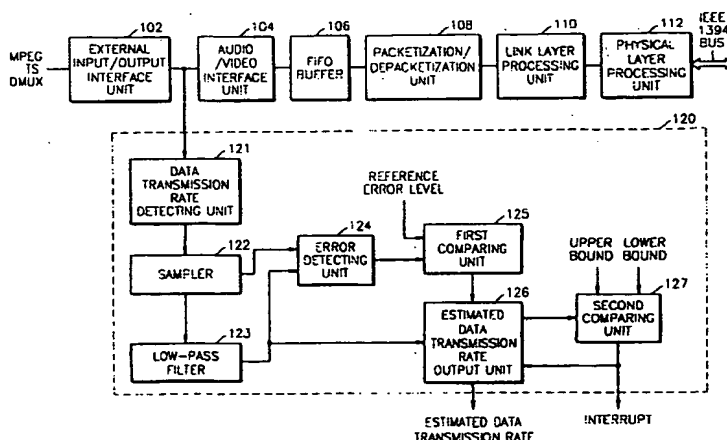 102
104
106
108
110
112
IEEE
1394
BUS
MPEG
TS
DMUX
EXTERNAL
INPUT/OUTPUT
INTERFACE
UNIT
AUDIO
/VIDEO
INTERFACE
UNIT
FIFO
BUFFER
PACKETIZATION/
DEPACKETIZATION
UNIT
LINK LAYER
PROCESSING
UNIT
PHYSICAL
LAYER
PROCESSING
UNIT
120
121
DATA
TRANSMISSION
RATE
DETECTING UNIT
REFERENCE
ERROR LEVEL
122
SAMPLER
124
ERROR
DETECTING
UNIT
125
FIRST
COMPARING
UNIT
UPPER
BOUND
LOWER
BOUND
123
LOW-PASS
FILTER
126
ESTIMATED
DATA
TRANSMISSION
RATE
OUTPUT UNIT
127
SECOND
COMPARING
UNIT
ESTIMATED DATA
TRANSMISSION RATE
INTERRUPT